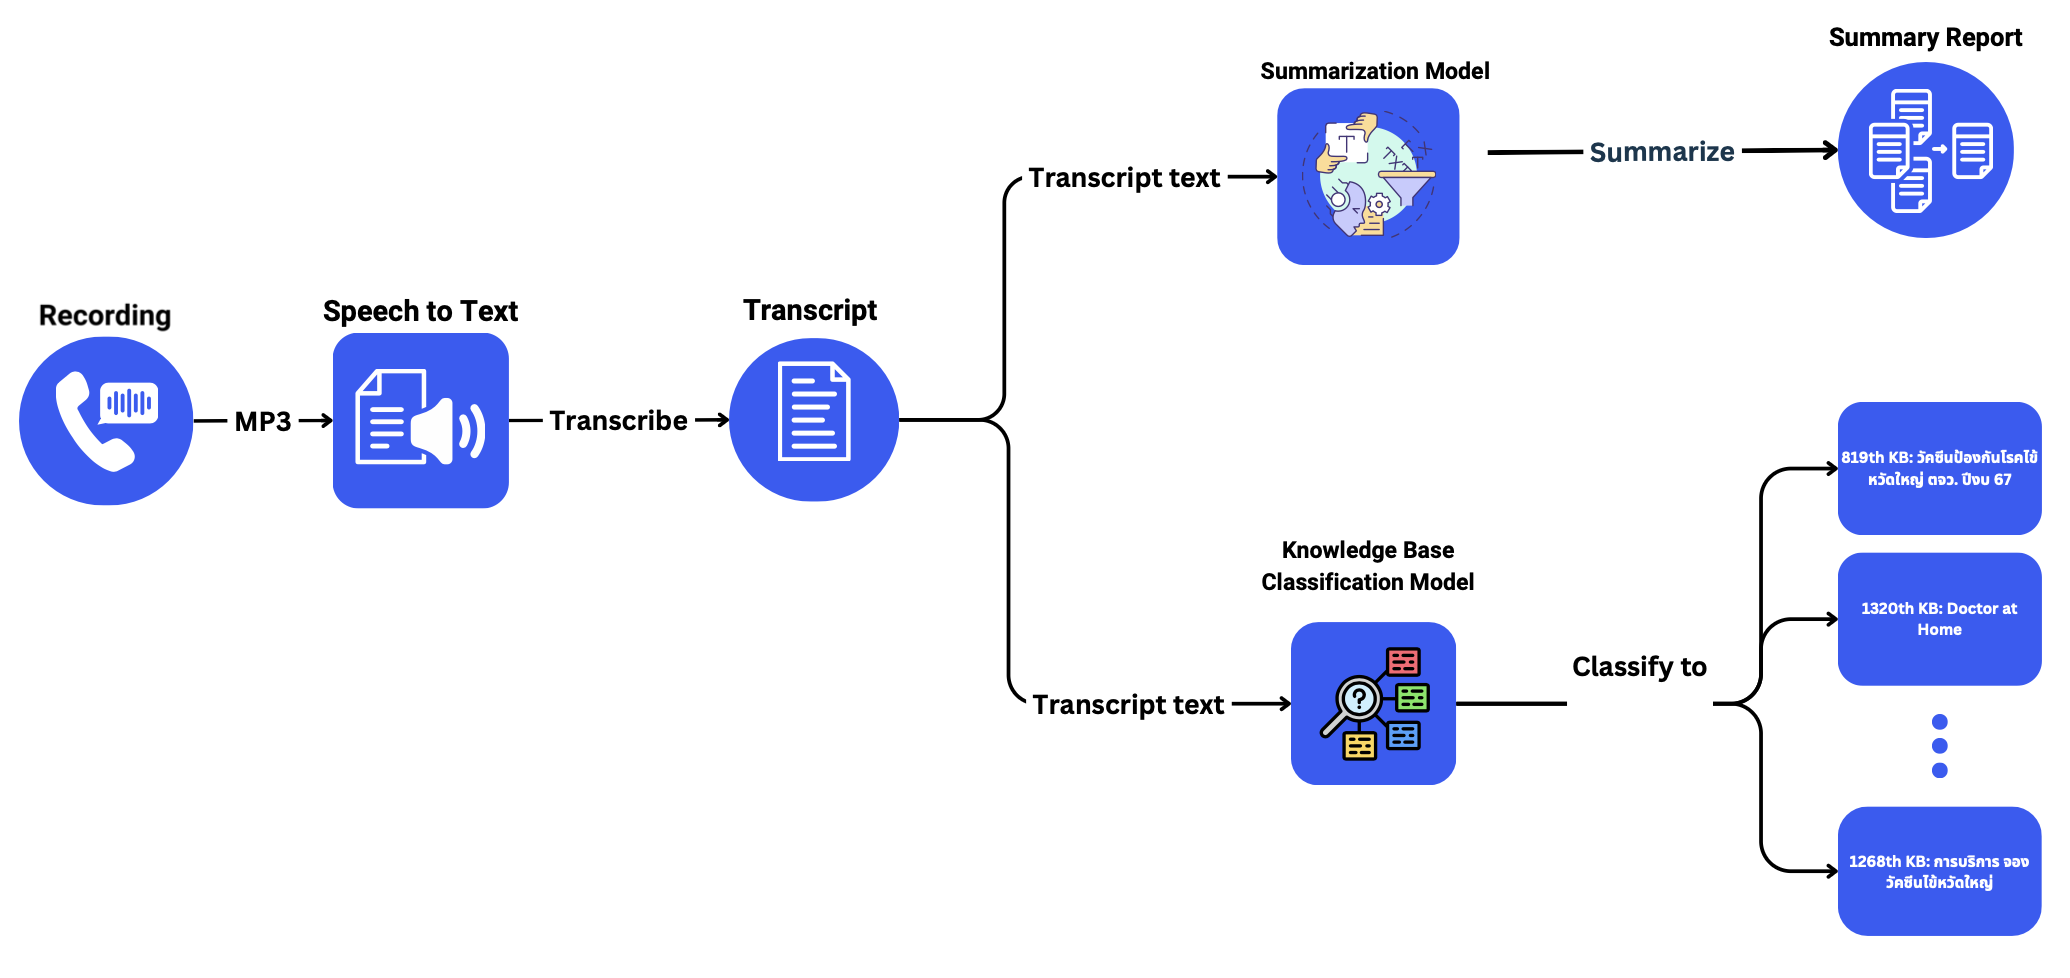 Recording
MP3
Speech to Text
Transcribe
Transcript
Transcript text
Summarization Model
Summarize
Summary Report
Transcript text
Knowledge Base
Classification Model
Classify to
819th KB: วัคซีนป้องกันโรคไข้
หวัดใหญ่ ตจว. ปีงบ 67
1320th KB: Doctor at
Home
1268th KB: การบริการ จอง
วัคซีนไข้หวัดใหญ่